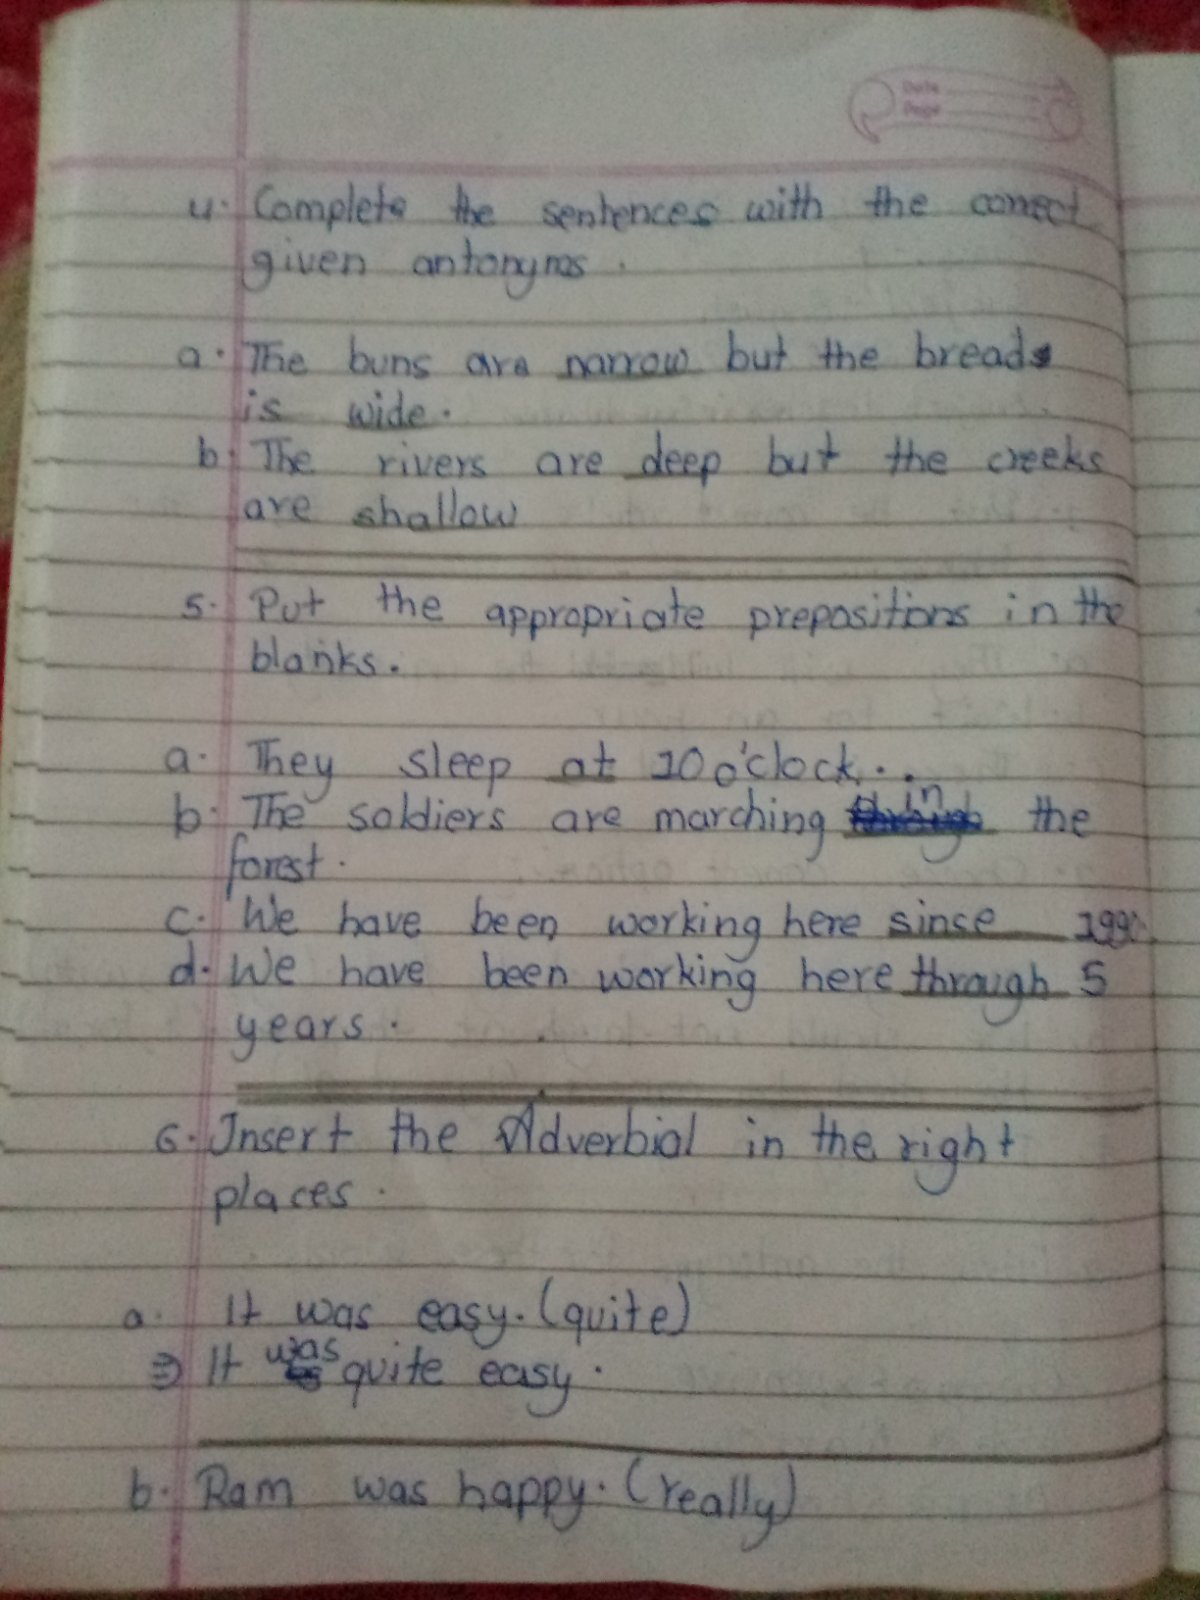 Date
Page
4. Complete the sentences with the correct
given antonyms.
a. The buns are narrow but the bread
is wide.
b. The rivers are deep but the creeks
are shallow
5. Put the appropriate prepositions in the
blanks.
a. They sleep at 10 o'clock.
b. The soldiers are marching in the
forest.
c. We have been working here since
d. We have been working here through 5
years.
6. Insert the Adverbial in the right
places.
a. It was easy. (quite)
⇒ It was quite easy.
b. Ram was happy. (really)